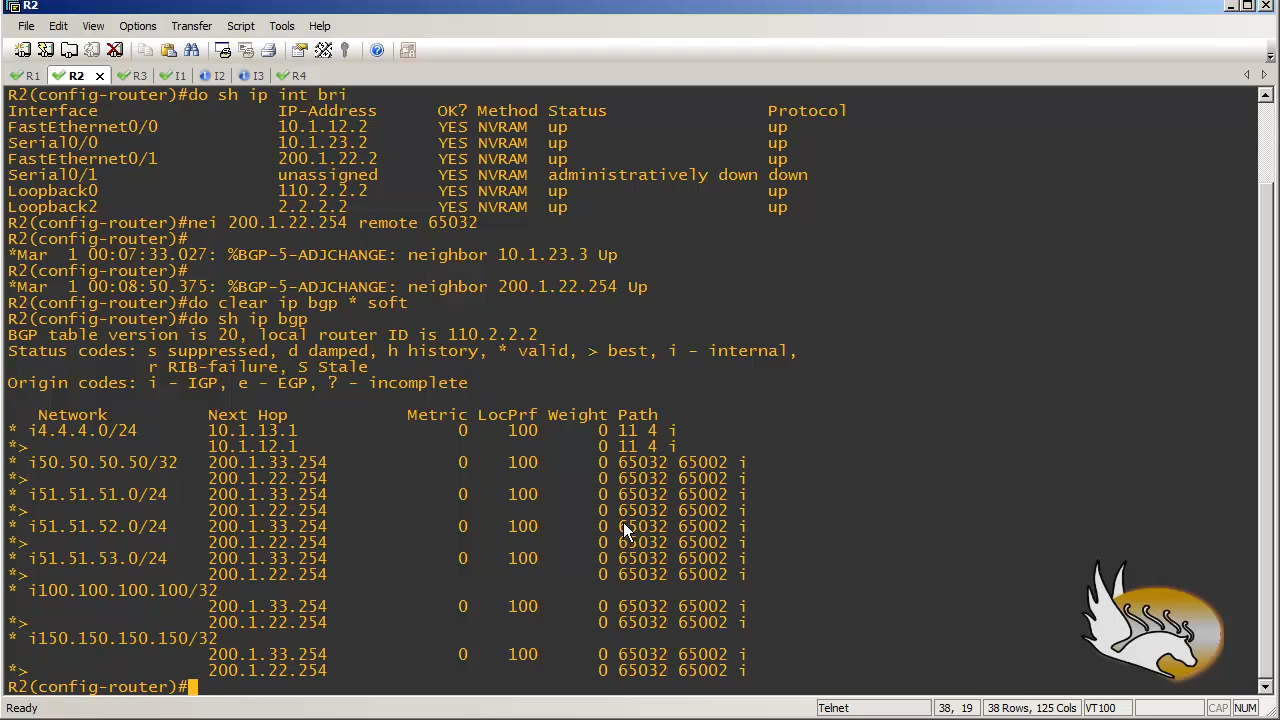 R2
File Edit View Options Transfer Script Tools Help
R1 R2 x R3 I1 I2 I3 R4
R2(config-router)#do sh ip int bri
Interface IP-Address OK? Method Status Protocol
FastEthernet0/0 10.1.12.2 YES NVRAM up up
Serial0/0 10.1.23.2 YES NVRAM up up
FastEthernet0/1 200.1.22.2 YES NVRAM up up
Serial0/1 unassigned YES NVRAM administratively down down
Loopback0 110.2.2.2 YES NVRAM up up
Loopback2 2.2.2.2 YES NVRAM up up
R2(config-router)#nei 200.1.22.254 remote 65032
R2(config-router)#
*Mar 1 00:07:33.027: %BGP-5-ADJCHANGE: neighbor 10.1.23.3 Up
R2(config-router)#
*Mar 1 00:08:50.375: %BGP-5-ADJCHANGE: neighbor 200.1.22.254 Up
R2(config-router)#do clear ip bgp * soft
R2(config-router)#do sh ip bgp
BGP table version is 20, local router ID is 110.2.2.2
Status codes: s suppressed, d damped, h history, * valid, > best, i - internal,
r RIB-failure, S Stale
Origin codes: i - IGP, e - EGP, ? - incomplete
Network Next Hop Metric LocPrf Weight Path
* i4.4.4.0/24 10.1.13.1 0 100 0 11 4 i
*> 10.1.12.1 0 11 4 i
* i50.50.50.50/32 200.1.33.254 0 100 0 65032 65002 i
*> 200.1.22.254 0 65032 65002 i
* i51.51.51.0/24 200.1.33.254 0 100 0 65032 65002 i
*> 200.1.22.254 0 65032 65002 i
* i51.51.52.0/24 200.1.33.254 0 100 0 65032 65002 i
*> 200.1.22.254 0 65032 65002 i
* i51.51.53.0/24 200.1.33.254 0 100 0 65032 65002 i
*> 200.1.22.254 0 65032 65002 i
* i100.100.100.100/32
200.1.33.254 0 100 0 65032 65002 i
*> 200.1.22.254 0 65032 65002 i
* i150.150.150.150/32
200.1.33.254 0 100 0 65032 65002 i
*> 200.1.22.254 0 65032 65002 i
R2(config-router)#
Ready Telnet 38, 19 38 Rows, 125 Cols VT100 CAP NUM